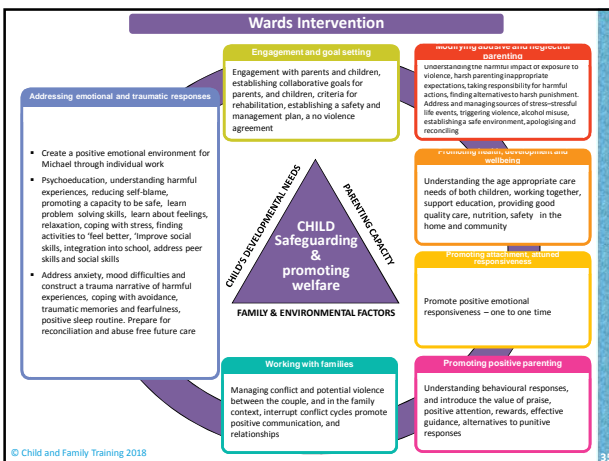 Wards Intervention
Engagement and goal setting
Engagement with parents and children,
establishing collaborative goals for
parents, and children, criteria for
rehabilitation, establishing a safety and
management plan, a no violence
agreement
Modifying abusive and neglectful
parenting
Understanding the harmful impact of exposure to
violence, harsh parenting inappropriate
expectations, taking responsibility for harmful
actions, finding alternatives to harsh punishment.
Address and managing sources of stress–stressful
life events, triggering violence, alcohol misuse,
establishing a safe environment, apologising and
reconciling
Addressing emotional and traumatic responses
▪ Create a positive emotional environment for
Michael through individual work
▪ Psychoeducation, understanding harmful
experiences, reducing self-blame,
promoting a capacity to be safe, learn
problem solving skills, learn about feelings,
relaxation, coping with stress, finding
activities to 'feel better, 'Improve social
skills, integration into school, address peer
skills and social skills
▪ Address anxiety, mood difficulties and
construct a trauma narrative of harmful
experiences, coping with avoidance,
traumatic memories and fearfulness,
positive sleep routine. Prepare for
reconciliation and abuse free future care
Promoting health, development and
wellbeing
Understanding the age appropriate care
needs of both children, working together,
support education, providing good
quality care, nutrition, safety in the
home and community
CHILD'S DEVELOPMENTAL NEEDS
PARENTING CAPACITY
CHILD
Safeguarding
&
promoting
welfare
FAMILY & ENVIRONMENTAL FACTORS
Promoting attachment, attuned
responsiveness
Promote positive emotional
responsiveness – one to one time
Working with families
Managing conflict and potential violence
between the couple, and in the family
context, interrupt conflict cycles promote
positive communication, and
relationships
Promoting positive parenting
Understanding behavioural responses,
and introduce the value of praise,
positive attention, rewards, effective
guidance, alternatives to punitive
responses
© Child and Family Training 2018